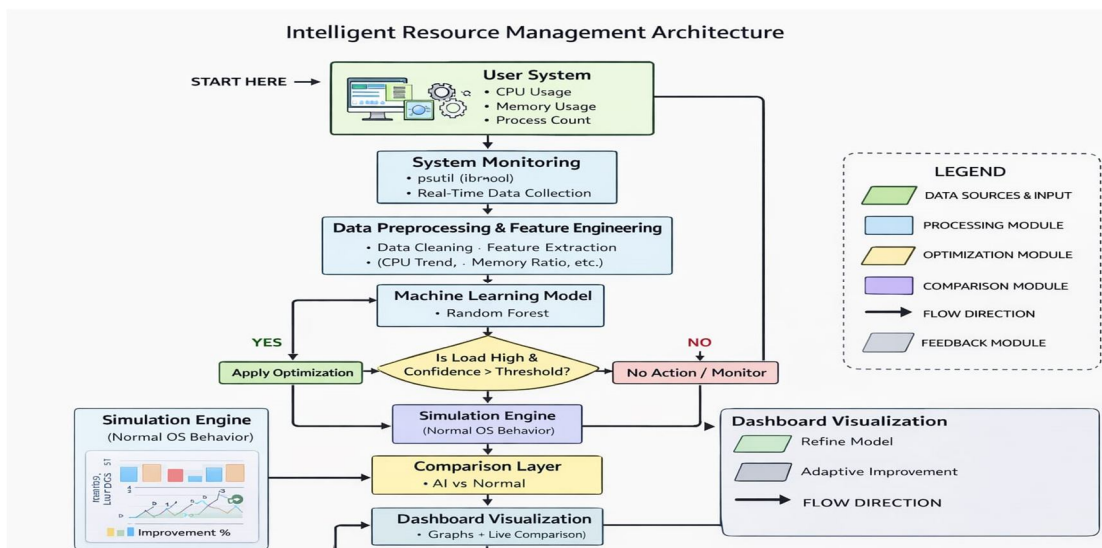 Intelligent Resource Management Architecture
START HERE
User System
• CPU Usage
• Memory Usage
• Process Count
System Monitoring
• psutil
• Real-Time Data Collection
Data Preprocessing & Feature Engineering
• Data Cleaning · Feature Extraction
• (CPU Trend, · Memory Ratio, etc.)
Machine Learning Model
• Random Forest
YES
NO
Is Load High &
Confidence > Threshold?
Apply Optimization
No Action / Monitor
LEGEND
DATA SOURCES & INPUT
PROCESSING MODULE
OPTIMIZATION MODULE
COMPARISON MODULE
FLOW DIRECTION
FEEDBACK MODULE
Simulation Engine
(Normal OS Behavior)
Improvement %
Simulation Engine
(Normal OS Behavior)
Comparison Layer
• AI vs Normal
Dashboard Visualization
• Graphs + Live Comparison)
Dashboard Visualization
Refine Model
Adaptive Improvement
FLOW DIRECTION